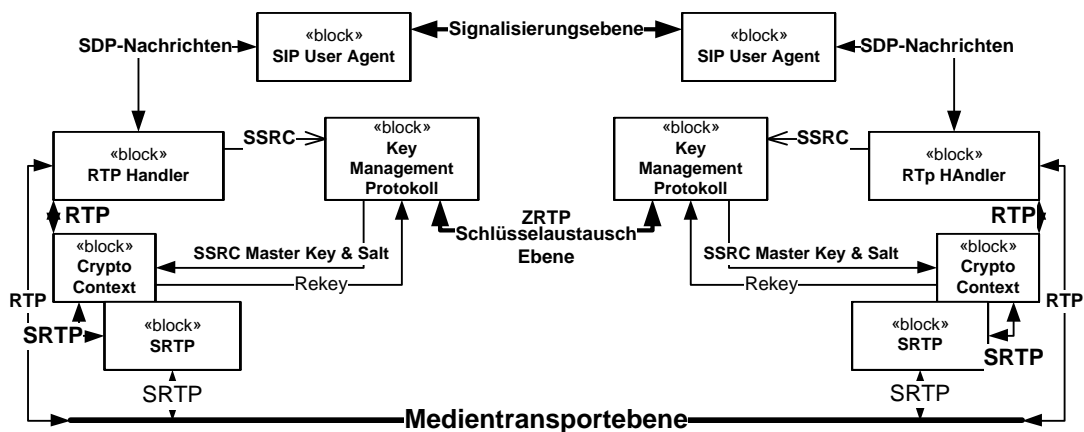 «block»
SIP User Agent
Signalisierungsebene
«block»
SIP User Agent
SDP-Nachrichten
SDP-Nachrichten
«block»
RTP Handler
SSRC
«block»
Key
Management
Protokoll
«block»
Key
Management
Protokoll
SSRC
«block»
RTp HAndler
RTP
ZRTP
Schlüsselaustausch
Ebene
RTP
«block»
Crypto
Context
SSRC Master Key & Salt
Rekey
SSRC Master Key & Salt
Rekey
«block»
Crypto
Context
RTP
RTP
SRTP
«block»
SRTP
«block»
SRTP
SRTP
SRTP
SRTP
Medientransportebene